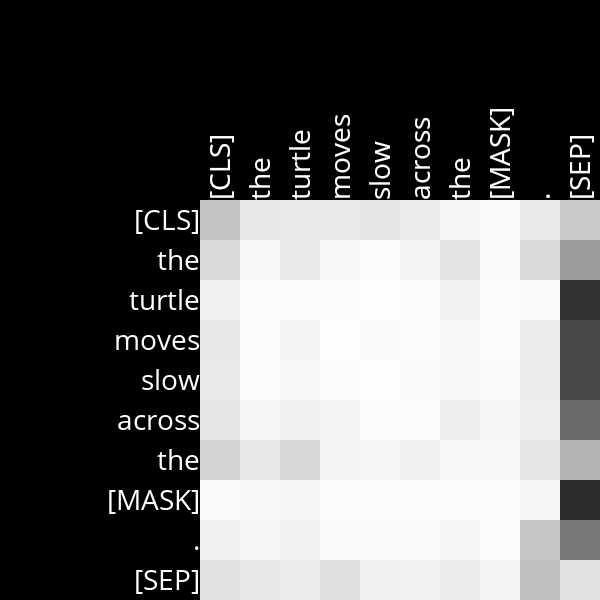 [CLS] the turtle moves slow across the [MASK] . [SEP]
[CLS]
the
turtle
moves
slow
across
the
[MASK]
.
[SEP]